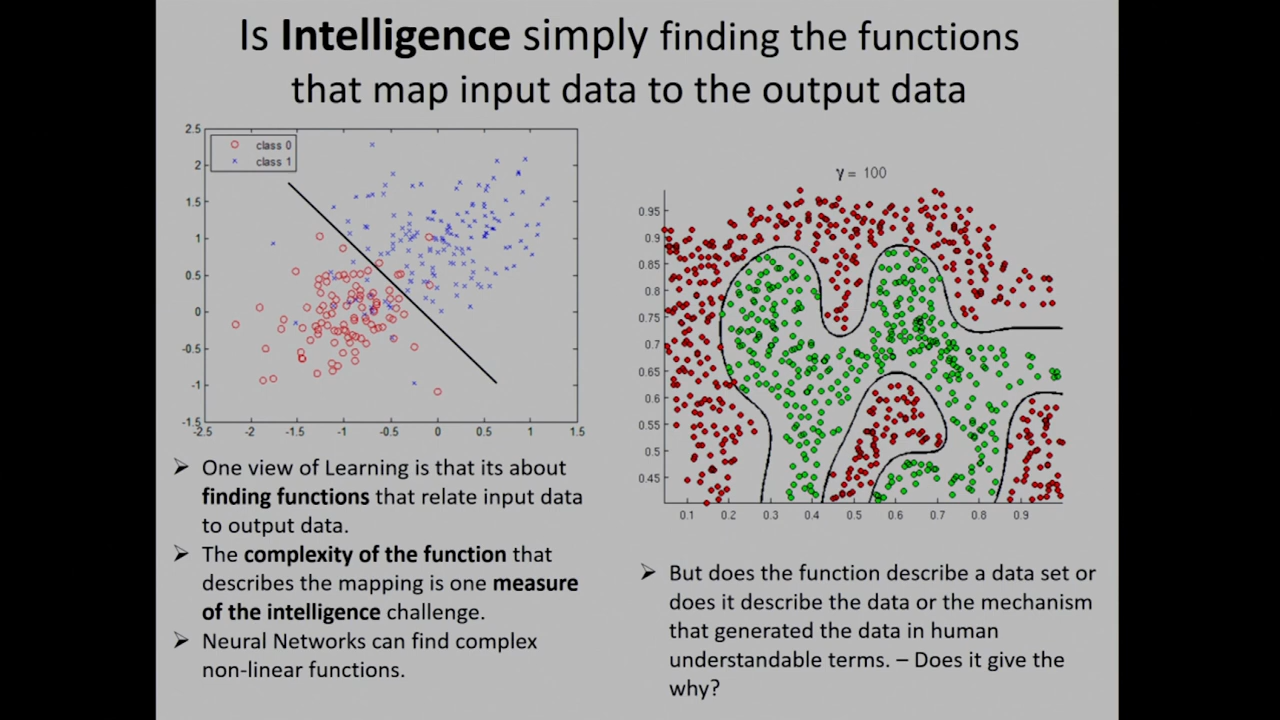 Is Intelligence simply finding the functions
that map input data to the output data
2.5
2
1.5
1
0.5
0
-0.5
-1
-1.5
class 0
class 1
-2.5 -2 -1.5 -1 -0.5 0 0.5 1 1.5
γ = 100
0.95
0.9
0.85
0.8
0.75
0.7
0.65
0.6
0.55
0.5
0.45
0.1 0.2 0.3 0.4 0.5 0.6 0.7 0.8 0.9
➢ One view of Learning is that its about
finding functions that relate input data
to output data.
➢ The complexity of the function that
describes the mapping is one measure
of the intelligence challenge.
➢ Neural Networks can find complex
non-linear functions.
➢ But does the function describe a data set or
does it describe the data or the mechanism
that generated the data in human
understandable terms. – Does it give the
why?